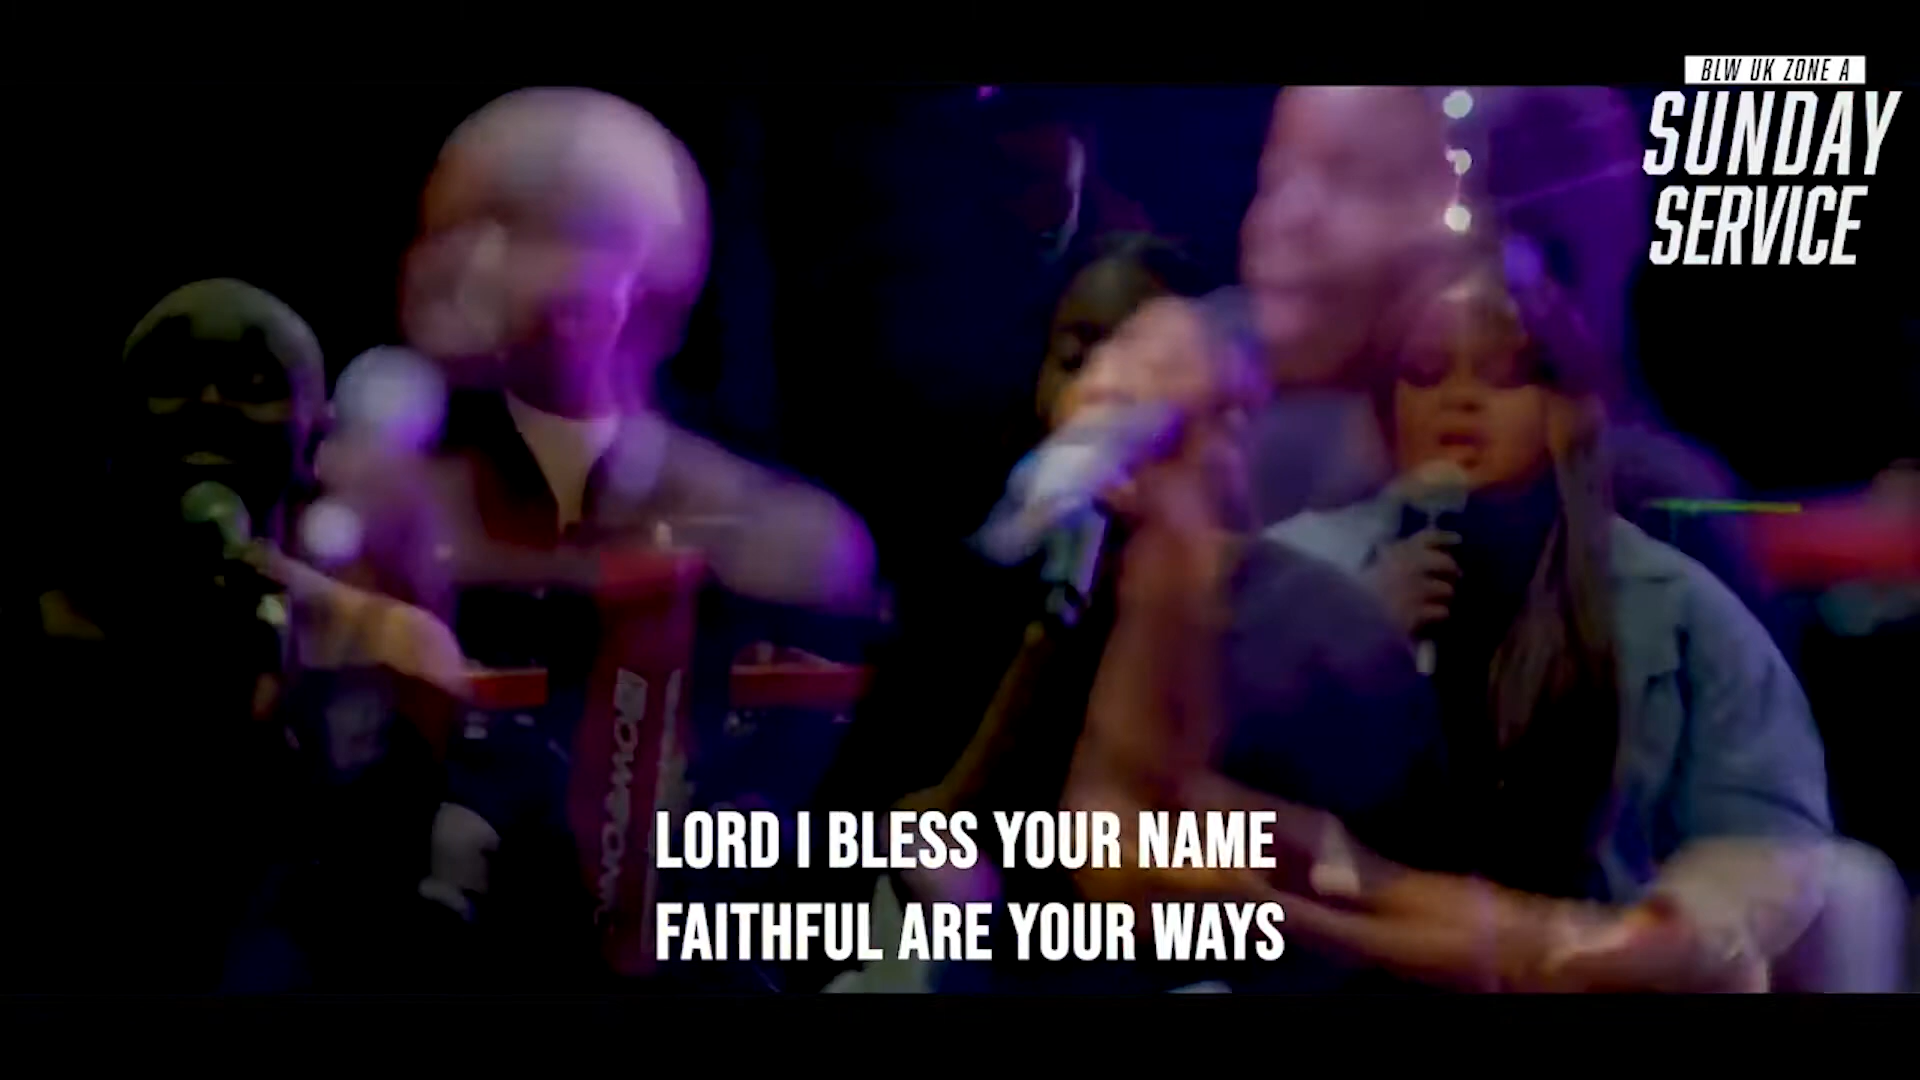 BLW UK ZONE A
SUNDAY
SERVICE
LORD I BLESS YOUR NAME
FAITHFUL ARE YOUR WAYS